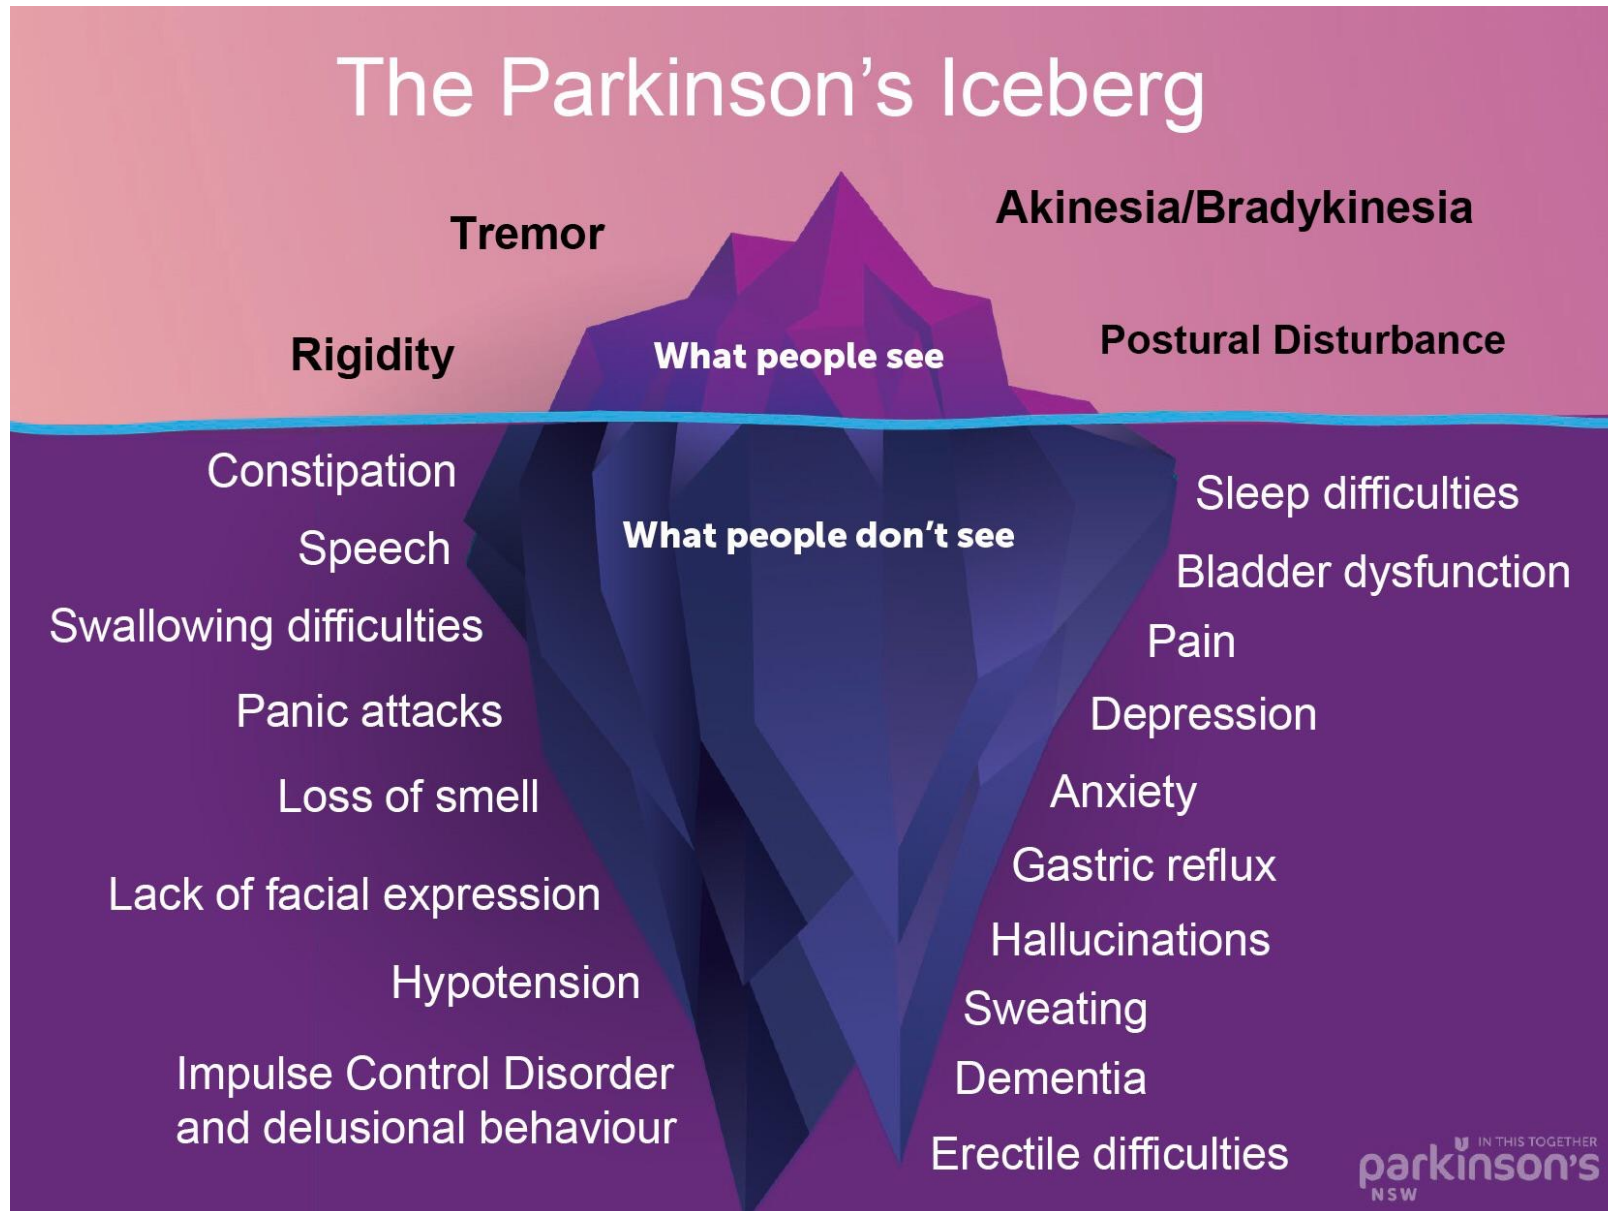 The Parkinson's Iceberg
Tremor
Akinesia/Bradykinesia
Rigidity
What people see
Postural Disturbance
Constipation
Speech
Swallowing difficulties
Panic attacks
Loss of smell
Lack of facial expression
Hypotension
Impulse Control Disorder
and delusional behaviour
What people don't see
Sleep difficulties
Bladder dysfunction
Pain
Depression
Anxiety
Gastric reflux
Hallucinations
Sweating
Dementia
Erectile difficulties
IN THIS TOGETHER
parkinson's
NSW